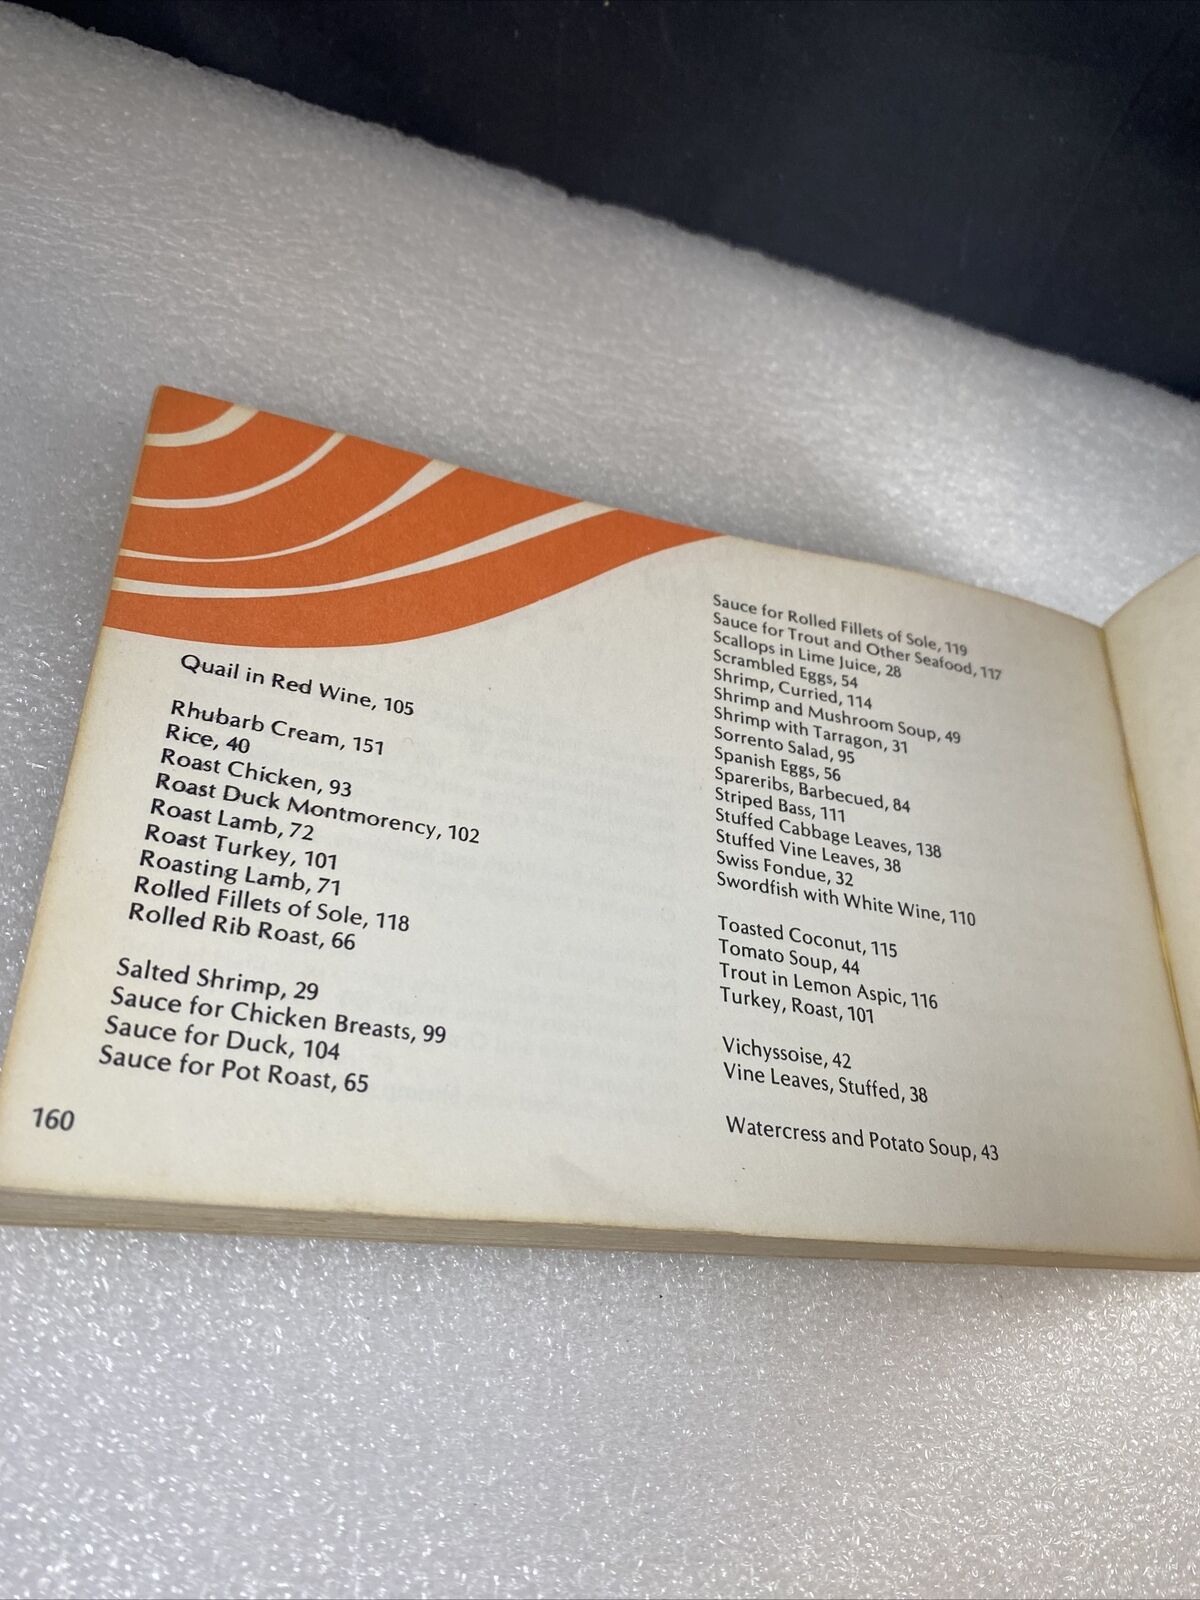 Quail in Red Wine, 105
Rhubarb Cream, 151
Rice, 40
Roast Chicken, 93
Roast Duck Montmorency, 102
Roast Lamb, 72
Roast Turkey, 101
Roasting Lamb, 71
Rolled Fillets of Sole, 118
Rolled Rib Roast, 66
Salted Shrimp, 29
Sauce for Chicken Breasts, 99
Sauce for Duck, 104
Sauce for Pot Roast, 65
160
Sauce for Rolled Fillets of Sole, 119
Sauce for Trout and Other Seafood, 117
Scallops in Lime Juice, 28
Scrambled Eggs, 54
Shrimp, Curried, 114
Shrimp and Mushroom Soup, 49
Shrimp with Tarragon, 31
Sorrento Salad, 95
Spanish Eggs, 56
Spareribs, Barbecued, 84
Striped Bass, 111
Stuffed Cabbage Leaves, 138
Stuffed Vine Leaves, 38
Swiss Fondue, 32
Swordfish with White Wine, 110
Toasted Coconut, 115
Tomato Soup, 44
Trout in Lemon Aspic, 116
Turkey, Roast, 101
Vichyssoise, 42
Vine Leaves, Stuffed, 38
Watercress and Potato Soup, 43